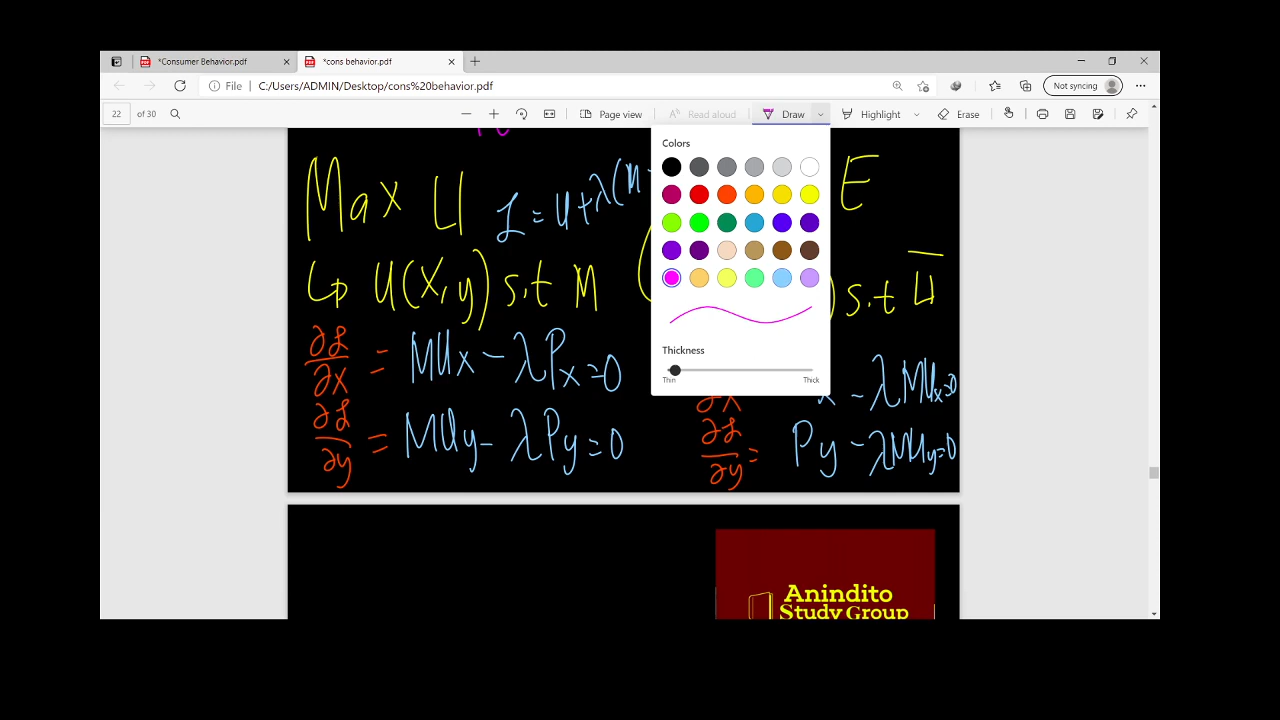 *Consumer Behavior.pdf
*cons behavior.pdf
File C:/Users/ADMIN/Desktop/cons%20behavior.pdf
Not syncing
22 of 30
Page view
Read aloud
Draw
Highlight
Erase
Colors
Thickness
Thin Thick
Max U £ = U + λ(M
↳ U(X,y) s.t M
∂£/∂X = MUx - λPx = 0
∂£/∂y = MUy - λPy = 0
E
) s.t Ū
∂X x - λMUx=0
∂£/∂y = Py - λMUy=0
Anindito
Study Group